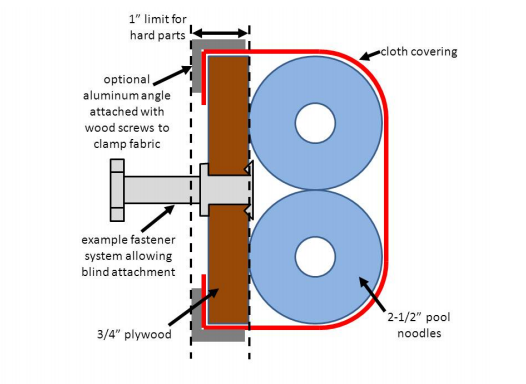 1” limit for
hard parts
cloth covering
optional
aluminum angle
attached with
wood screws to
clamp fabric
example fastener
system allowing
blind attachment
3/4” plywood
2-1/2” pool
noodles